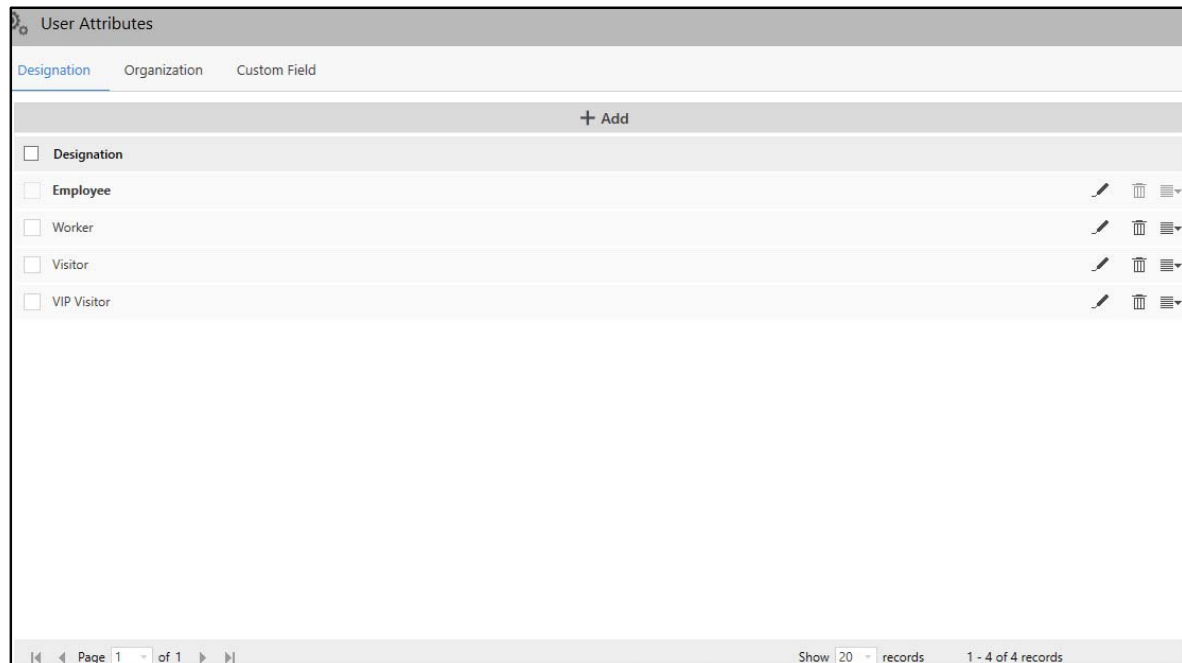 User Attributes
Designation Organization Custom Field
+ Add
Designation
Employee
Worker
Visitor
VIP Visitor
Page 1 of 1 Show 20 records 1 - 4 of 4 records